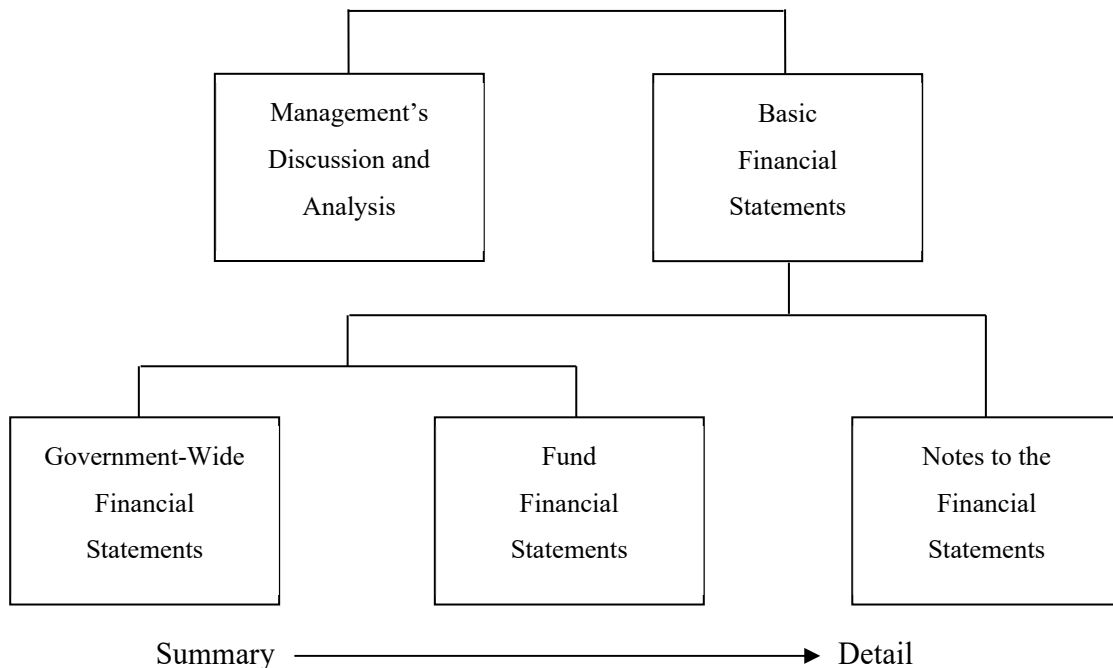 Management’s
Discussion and
Analysis
Basic
Financial
Statements
Government-Wide
Financial
Statements
Fund
Financial
Statements
Notes to the
Financial
Statements
Summary
Detail